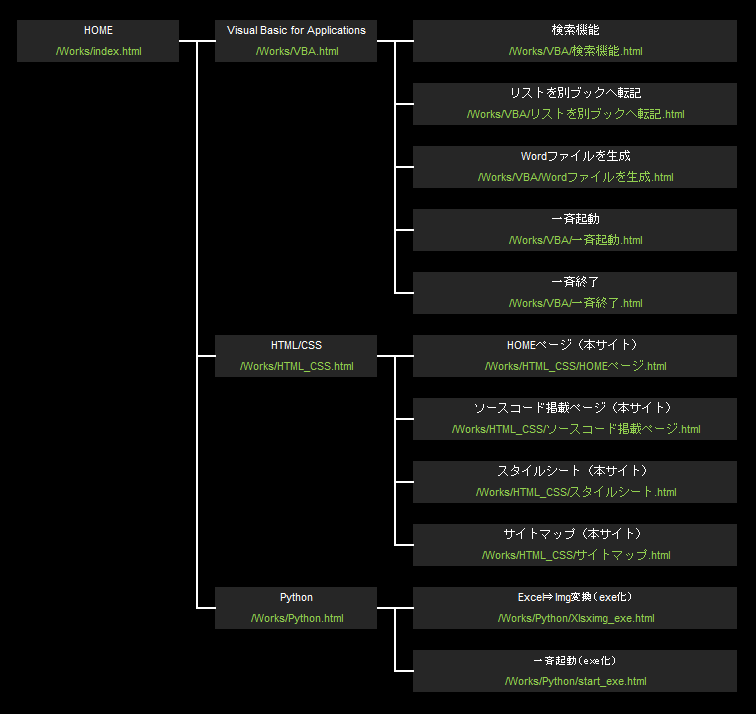 HOME
/Works/index.html
Visual Basic for Applications
/Works/VBA.html
検索機能
/Works/VBA/検索機能.html
リストを別ブックへ転記
/Works/VBA/リストを別ブックへ転記.html
Wordファイルを生成
/Works/VBA/Wordファイルを生成.html
一斉起動
/Works/VBA/一斉起動.html
一斉終了
/Works/VBA/一斉終了.html
HTML/CSS
/Works/HTML_CSS.html
HOMEページ（本サイト）
/Works/HTML_CSS/HOMEページ.html
ソースコード掲載ページ（本サイト）
/Works/HTML_CSS/ソースコード掲載ページ.html
スタイルシート（本サイト）
/Works/HTML_CSS/スタイルシート.html
サイトマップ（本サイト）
/Works/HTML_CSS/サイトマップ.html
Python
/Works/Python.html
Excel⇒Img変換(exe化)
/Works/Python/Xlsximg_exe.html
一斉起動(exe化)
/Works/Python/start_exe.html